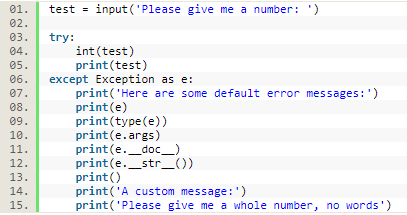 01. test = input('Please give me a number: ')
02.
03. try:
04.     int(test)
05.     print(test)
06. except Exception as e:
07.     print('Here are some default error messages:')
08.     print(e)
09.     print(type(e))
10.     print(e.args)
11.     print(e.__doc__)
12.     print(e.__str__())
13.     print()
14.     print('A custom message:')
15.     print('Please give me a whole number, no words')